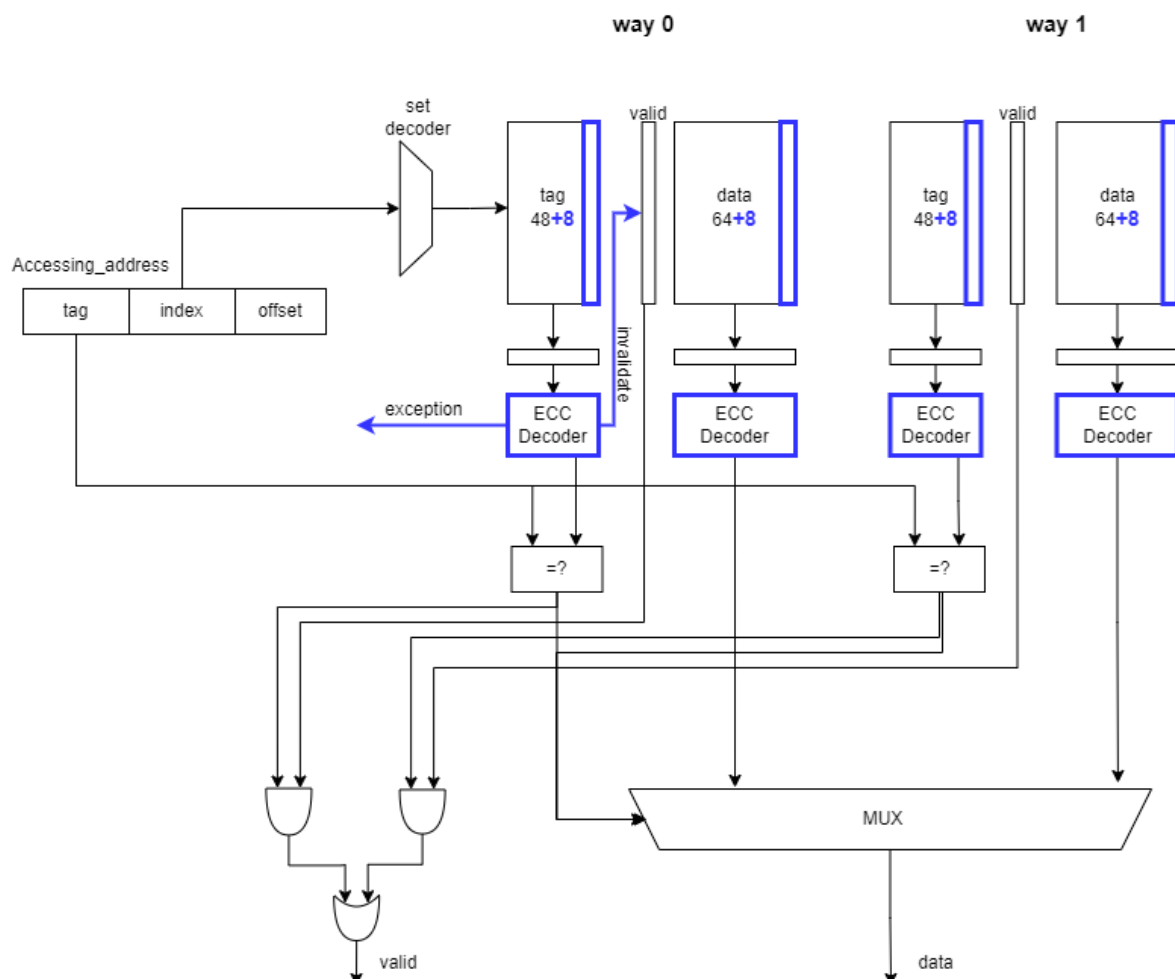 way 0
way 1
set
decoder
valid
valid
tag
48+8
data
64+8
tag
48+8
data
64+8
Accessing_address
tag
index
offset
invalidate
exception
ECC
Decoder
ECC
Decoder
ECC
Decoder
ECC
Decoder
=?
=?
MUX
valid
data